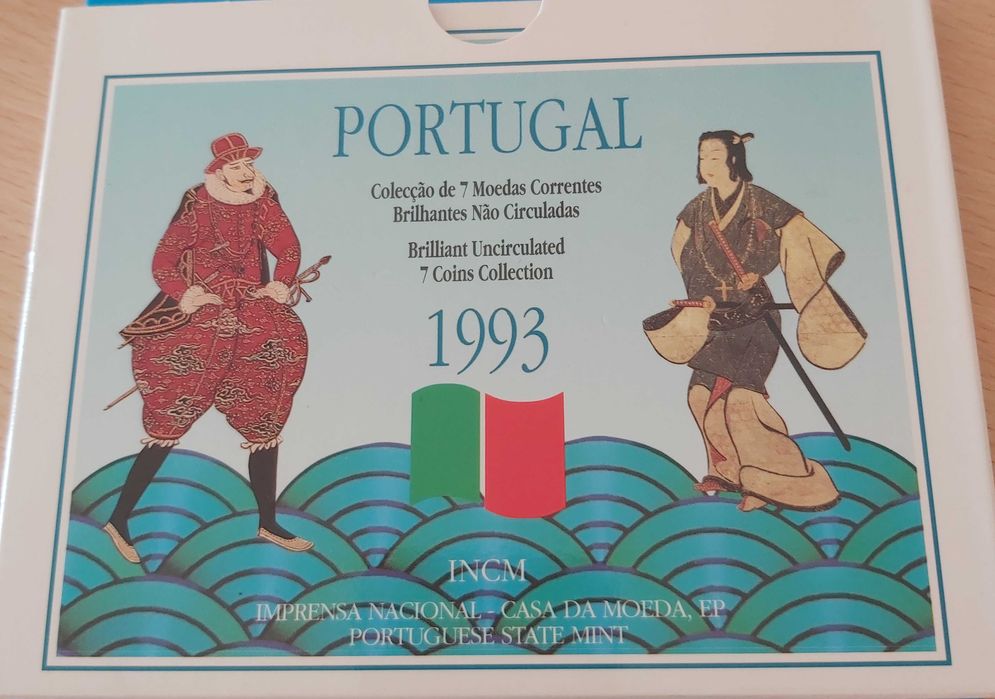 PORTUGAL
Colecção de 7 Moedas Correntes
Brilhantes Não Circuladas
Brilliant Uncirculated
7 Coins Collection
1993
INCM
IMPRENSA NACIONAL - CASA DA MOEDA, EP
PORTUGUESE STATE MINT